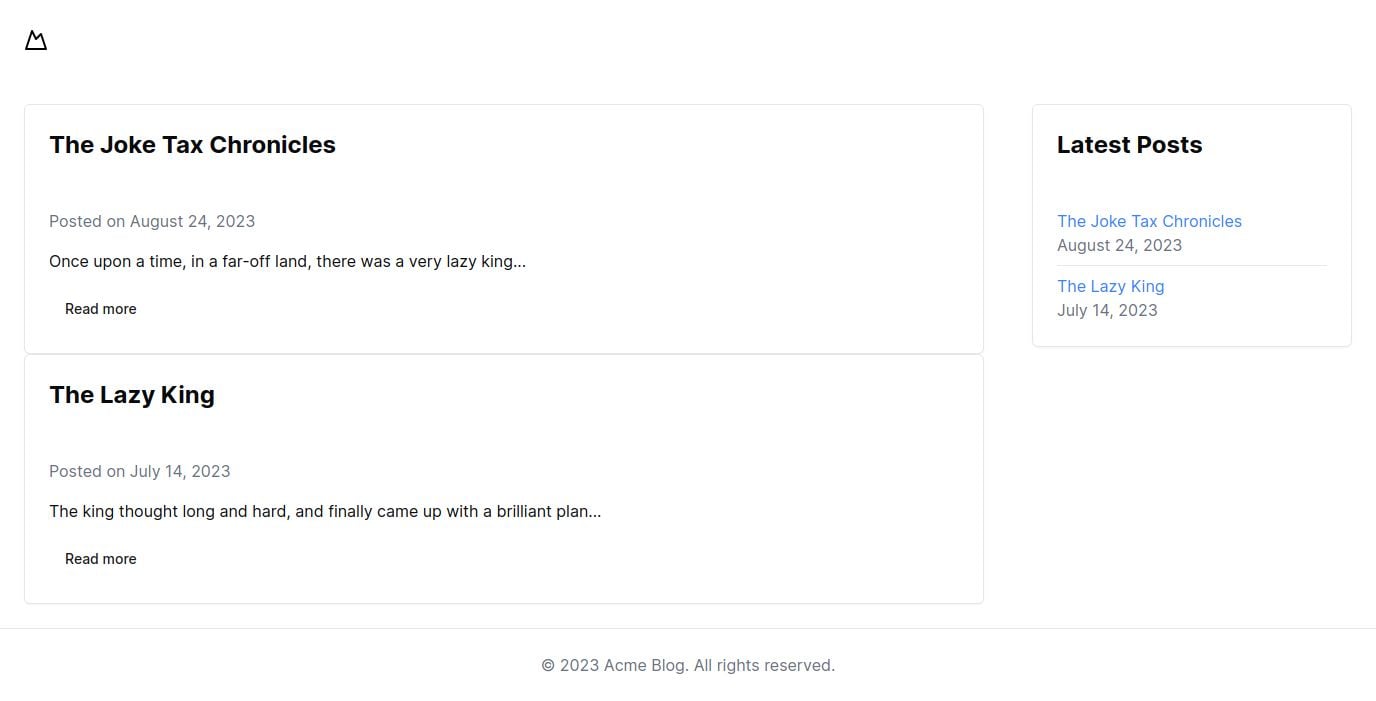 The Joke Tax Chronicles
Posted on August 24, 2023
Once upon a time, in a far-off land, there was a very lazy king...
Read more
The Lazy King
Posted on July 14, 2023
The king thought long and hard, and finally came up with a brilliant plan...
Read more
Latest Posts
The Joke Tax Chronicles
August 24, 2023
The Lazy King
July 14, 2023
© 2023 Acme Blog. All rights reserved.